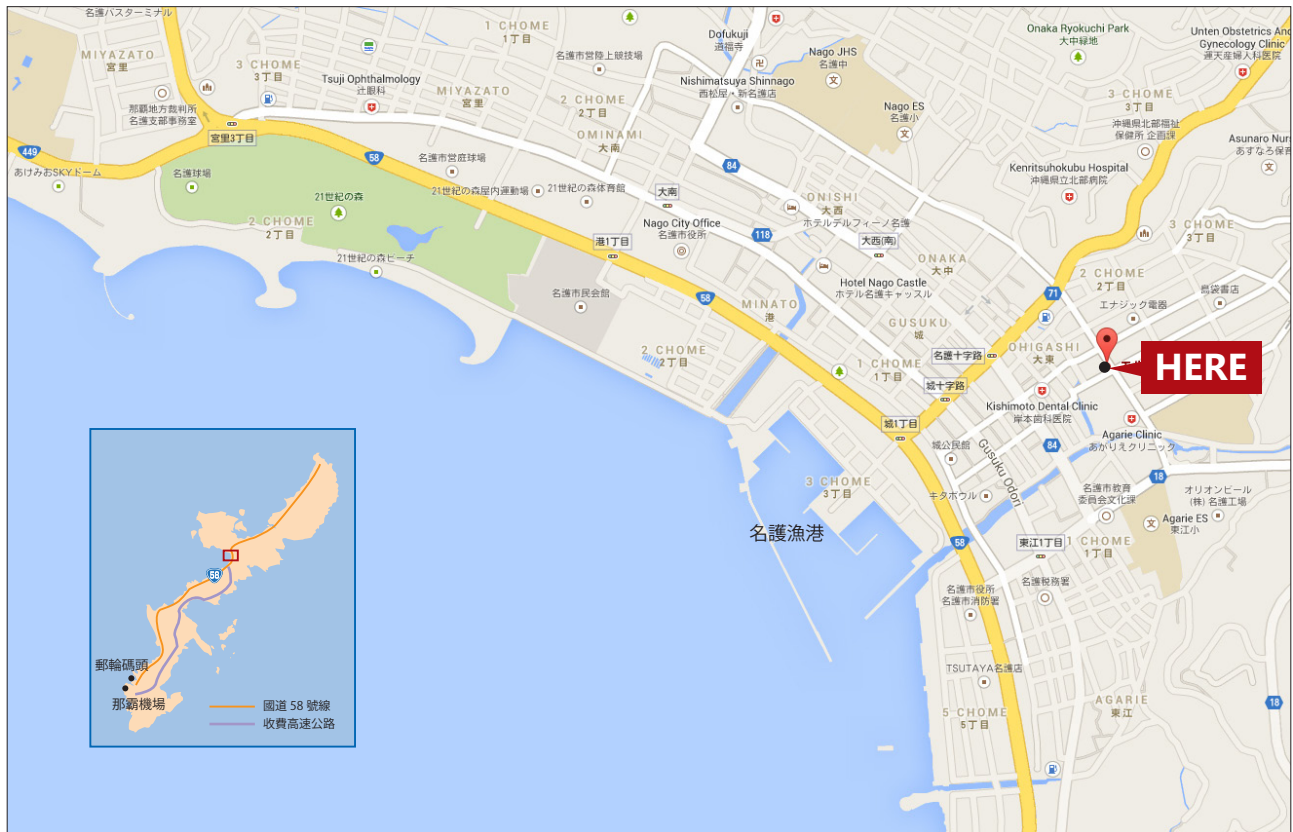 名護バスターミナル
1 CHOME
1丁目
Dofukuji
道福寺
Onaka Ryokuchi Park
大中緑地
Unten Obstetrics And
Gynecology Clinic
運天産婦人科医院
MIYAZATO
宮里
3 CHOME
3丁目
Tsuji Ophthalmology
辻眼科
名護市営陸上競技場
Nago JHS
名護中
Nishimatsuya Shinnago
西松屋・新名護店
MIYAZATO
宮里
2 CHOME
2丁目
Nago ES
名護小
3 CHOME
3丁目
那覇地方裁判所
名護支部事務室
宮里3丁目
OMINAMI
大南
沖縄県北部福祉
保健所 企画課
Asunaro Nur
あすなろ保育
449
58
84
名護市営庭球場
Kenritsuhokubu Hospital
沖縄県立北部病院
あけみおSKYドーム
名護球場
21世紀の森
21世紀の森屋内運動場
21世紀の森体育館
大南
ONISHI
大西
ホテルデルフィーノ名護
2 CHOME
2丁目
Nago City Office
名護市役所
118
大西(南)
3 CHOME
3丁目
港1丁目
21世紀の森ビーチ
ONAKA
大中
2 CHOME
2丁目
Hotel Nago Castle
ホテル名護キャッスル
島袋書店
名護市民会館
58
71
MINATO
港
エナジック電器
GUSUKU
城
2 CHOME
2丁目
名護十字路
OHIGASHI
大東
1 CHOME
1丁目
HERE
城十字路
Kishimoto Dental Clinic
岸本歯科医院
城1丁目
Agarie Clinic
あかりえクリニック
城公民館
84
Gusuku Odori
18
3 CHOME
3丁目
キタボウル
名護市教育
委員会文化課
オリオンビール
(株) 名護工場
Agarie ES
東江小
名護漁港
58
東江1丁目
1 CHOME
1丁目
名護市役所
名護市消防署
名護税務署
58
TSUTAYA名護店
郵輪碼頭
那霸機場
國道 58 號線
收費高速公路
AGARIE
東江
18
5 CHOME
5丁目